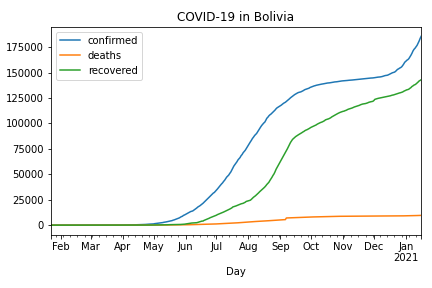 COVID-19 in Bolivia
confirmed
deaths
recovered
175000
150000
125000
100000
75000
50000
25000
0
Feb Mar Apr May Jun Jul Aug Sep Oct Nov Dec Jan
2021
Day